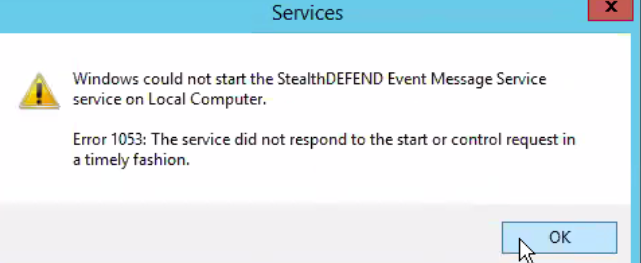 Services
x
Windows could not start the StealthDEFEND Event Message Service
service on Local Computer.
Error 1053: The service did not respond to the start or control request in
a timely fashion.
OK